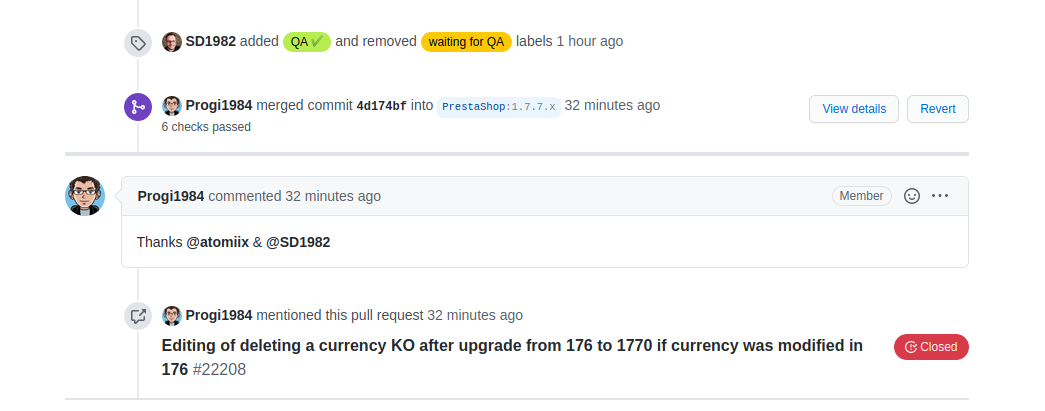 SD1982 added QA ✅ and removed waiting for QA labels 1 hour ago
Progi1984 merged commit 4d174bf into PrestaShop:1.7.7.x 32 minutes ago View details Revert
6 checks passed
Progi1984 commented 32 minutes ago Member
Thanks @atomiix & @SD1982
Progi1984 mentioned this pull request 32 minutes ago
Editing of deleting a currency KO after upgrade from 176 to 1770 if currency was modified in Closed
176 #22208